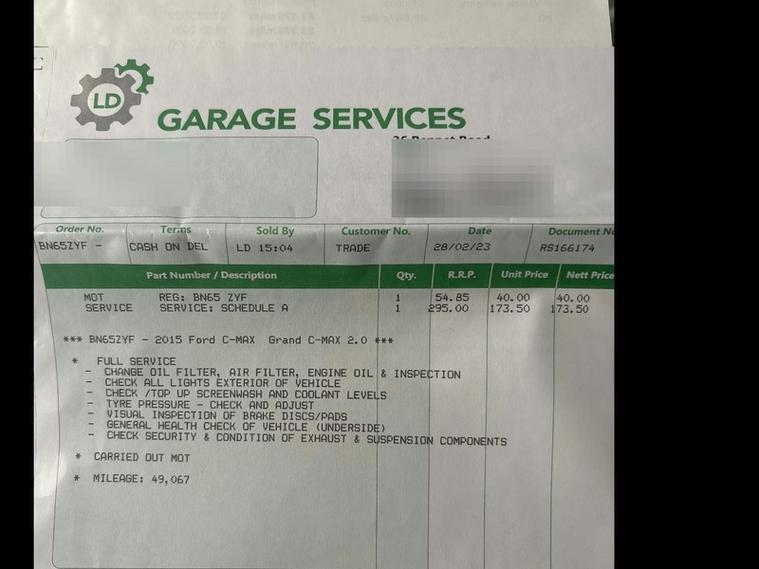 LD
GARAGE SERVICES
Order No. Terms Sold By Customer No. Date Document No
BN65ZYF - CASH ON DEL LD 15:04 TRADE 28/02/23 RS166174
Part Number / Description Qty. R.R.P. Unit Price Nett Price
MOT REG: BN65 ZYF 1 54.85 40.00 40.00
SERVICE SERVICE: SCHEDULE A 1 295.00 173.50 173.50
*** BN65ZYF - 2015 Ford C-MAX Grand C-MAX 2.0 ***
* FULL SERVICE
- CHANGE OIL FILTER, AIR FILTER, ENGINE OIL & INSPECTION
- CHECK ALL LIGHTS EXTERIOR OF VEHICLE
- CHECK /TOP UP SCREENWASH AND COOLANT LEVELS
- TYRE PRESSURE - CHECK AND ADJUST
- VISUAL INSPECTION OF BRAKE DISCS/PADS
- GENERAL HEALTH CHECK OF VEHICLE (UNDERSIDE)
- CHECK SECURITY & CONDITION OF EXHAUST & SUSPENSION COMPONENTS
* CARRIED OUT MOT
* MILEAGE: 49,067